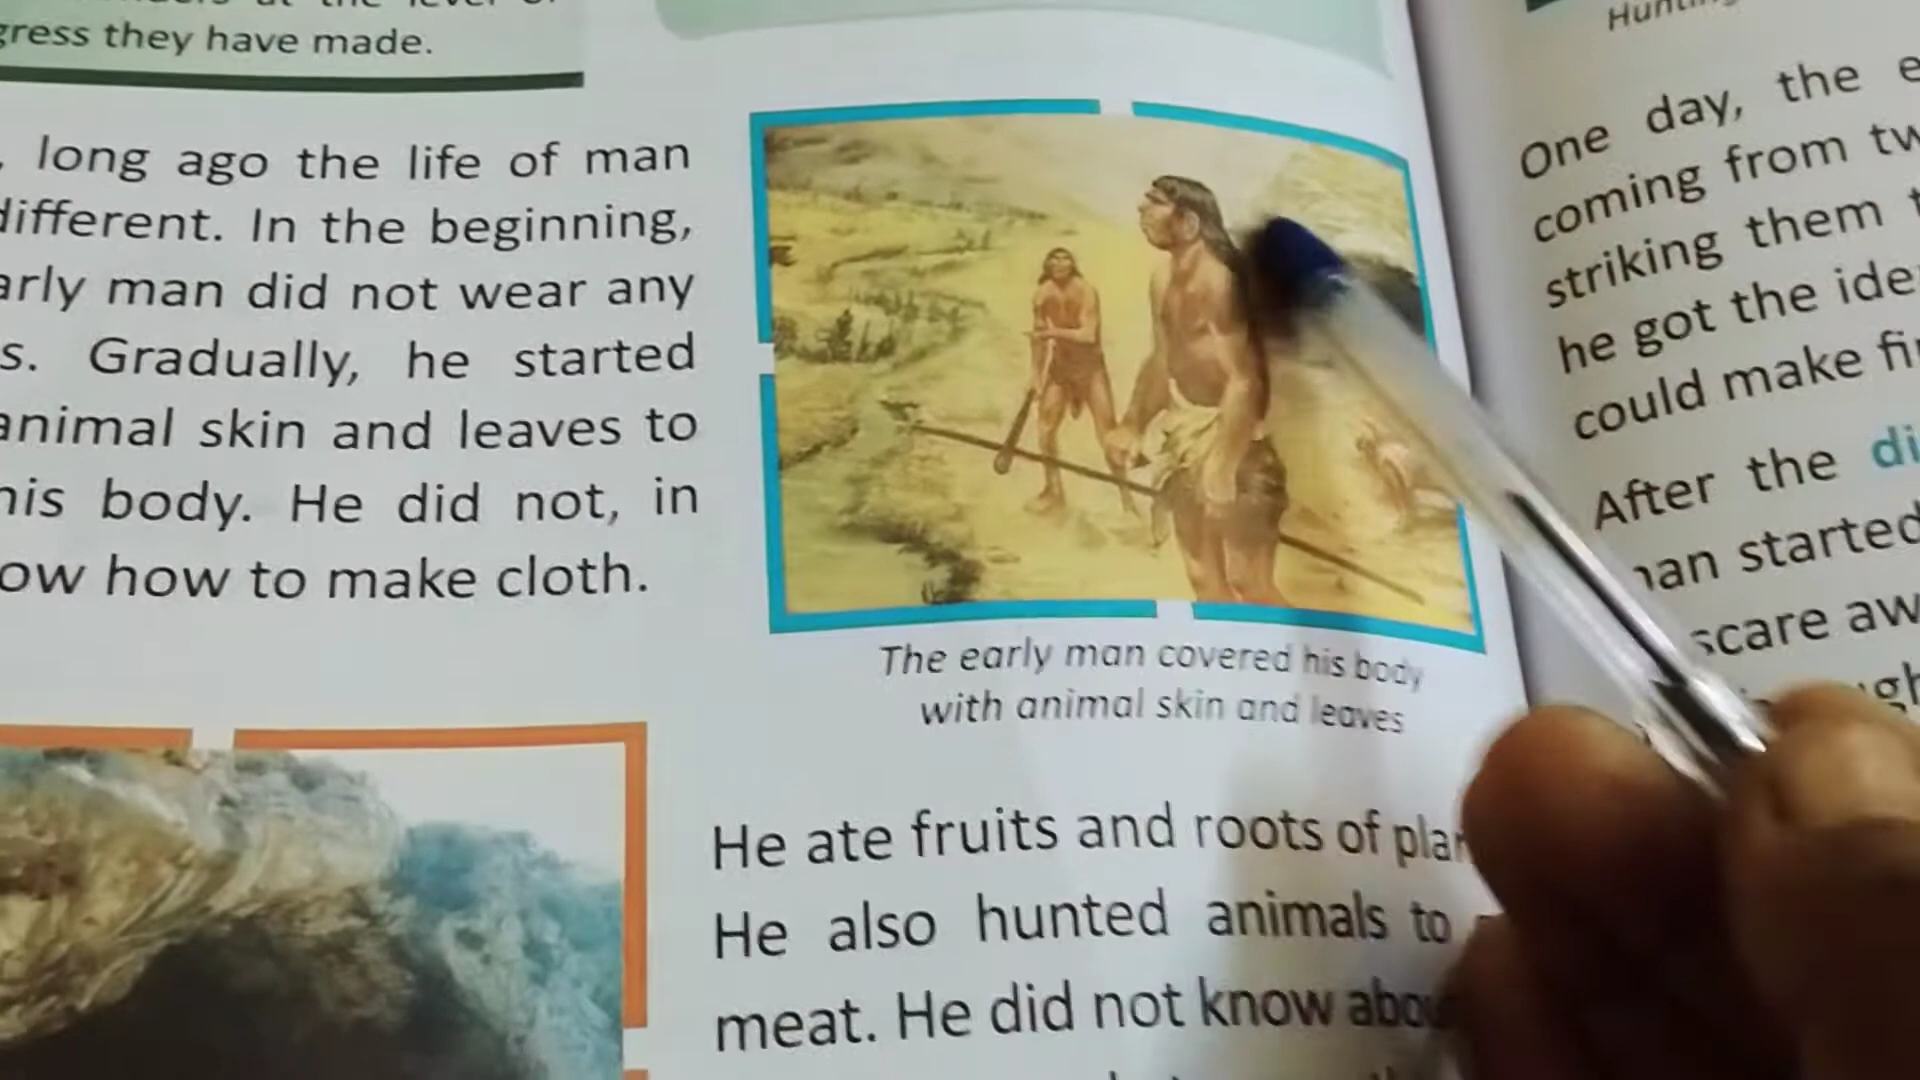 gress they have made.
long ago the life of man
different. In the beginning,
arly man did not wear any
s. Gradually, he started
animal skin and leaves to
his body. He did not, in
ow how to make cloth.
The early man covered his body
with animal skin and leaves
He ate fruits and roots of
He also hunted animals to
meat. He did not know
One day, the e
coming from tw
striking them t
he got the ide
could make fi
After the di
man started
scare aw